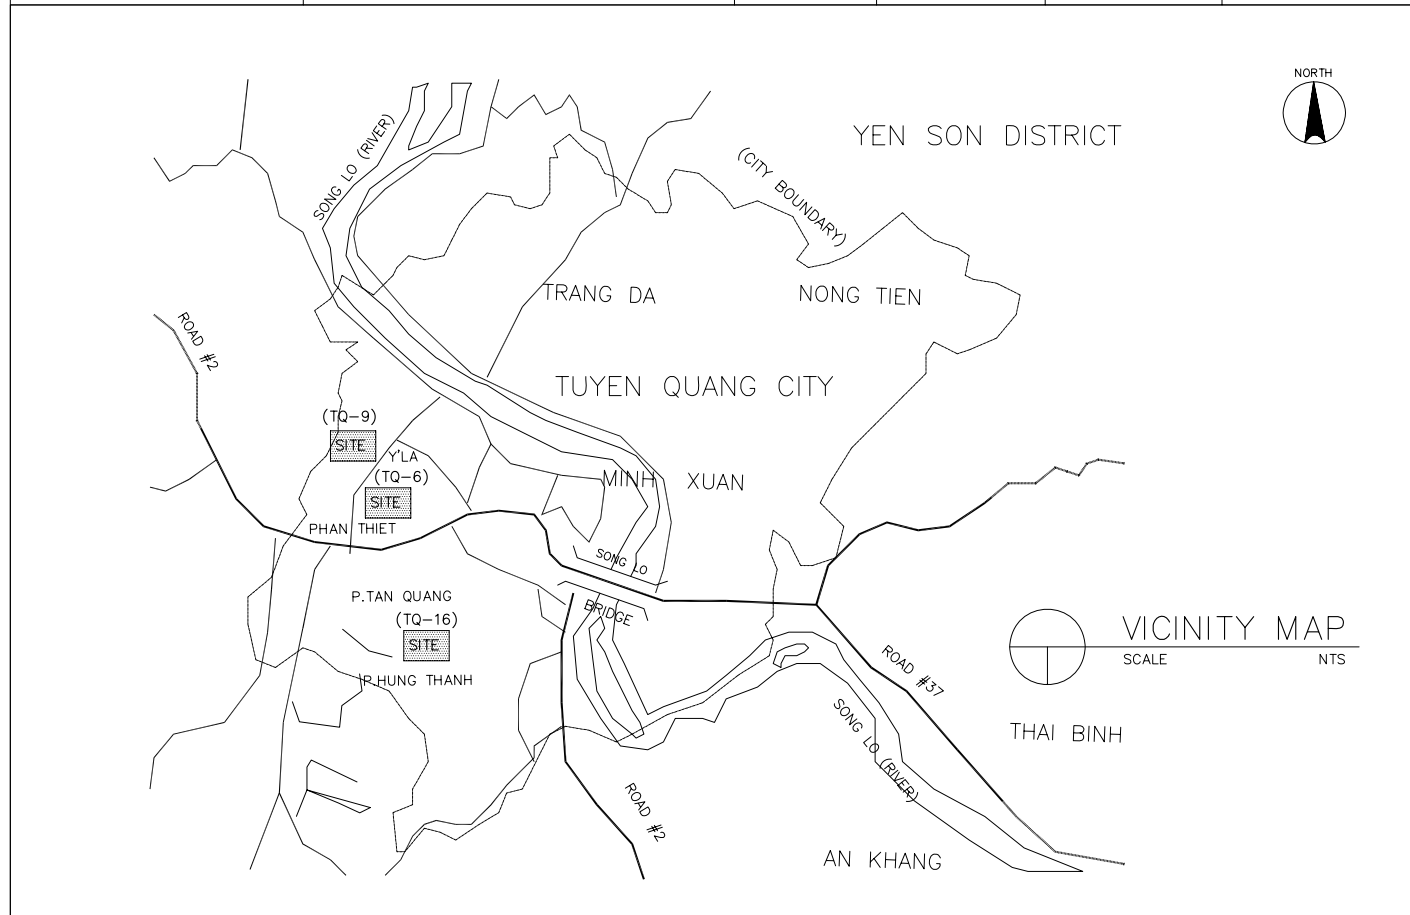 NORTH
YEN SON DISTRICT
SONG LO (RIVER)
(CITY BOUNDARY)
TRANG DA
NONG TIEN
ROAD #2
TUYEN QUANG CITY
(TQ-9)
SITE
Y'LA
(TQ-6)
SITE
MINH XUAN
PHAN THIET
SONG LO
BRIDGE
P.TAN QUANG
(TQ-16)
SITE
P.HUNG THANH
VICINITY MAP
SCALE NTS
ROAD #37
SONG LO (RIVER)
THAI BINH
ROAD #2
AN KHANG